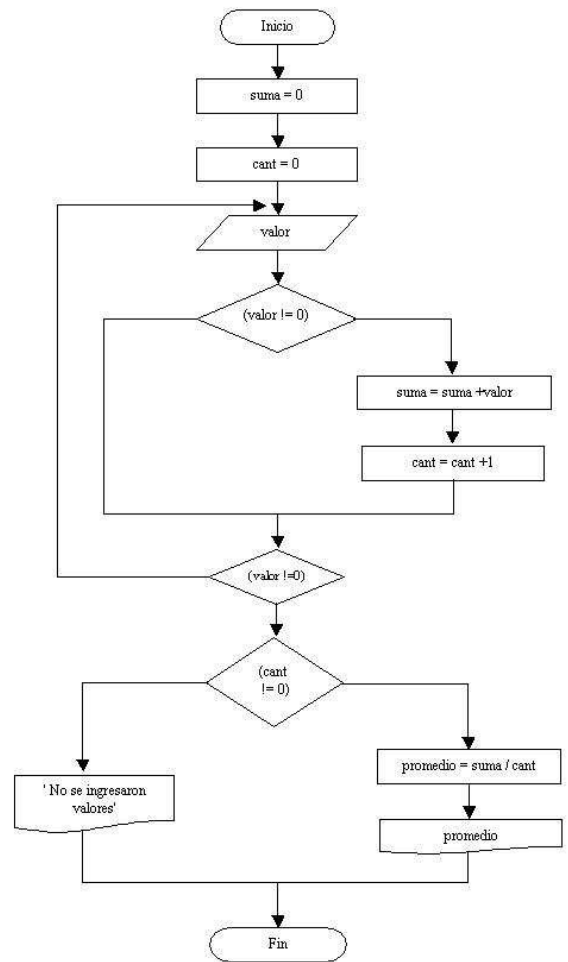 Inicio
suma = 0
cant = 0
valor
(valor != 0)
suma = suma +valor
cant = cant +1
(valor !=0)
(cant
!= 0)
promedio = suma / cant
' No se ingresaron
valores'
promedio
Fin